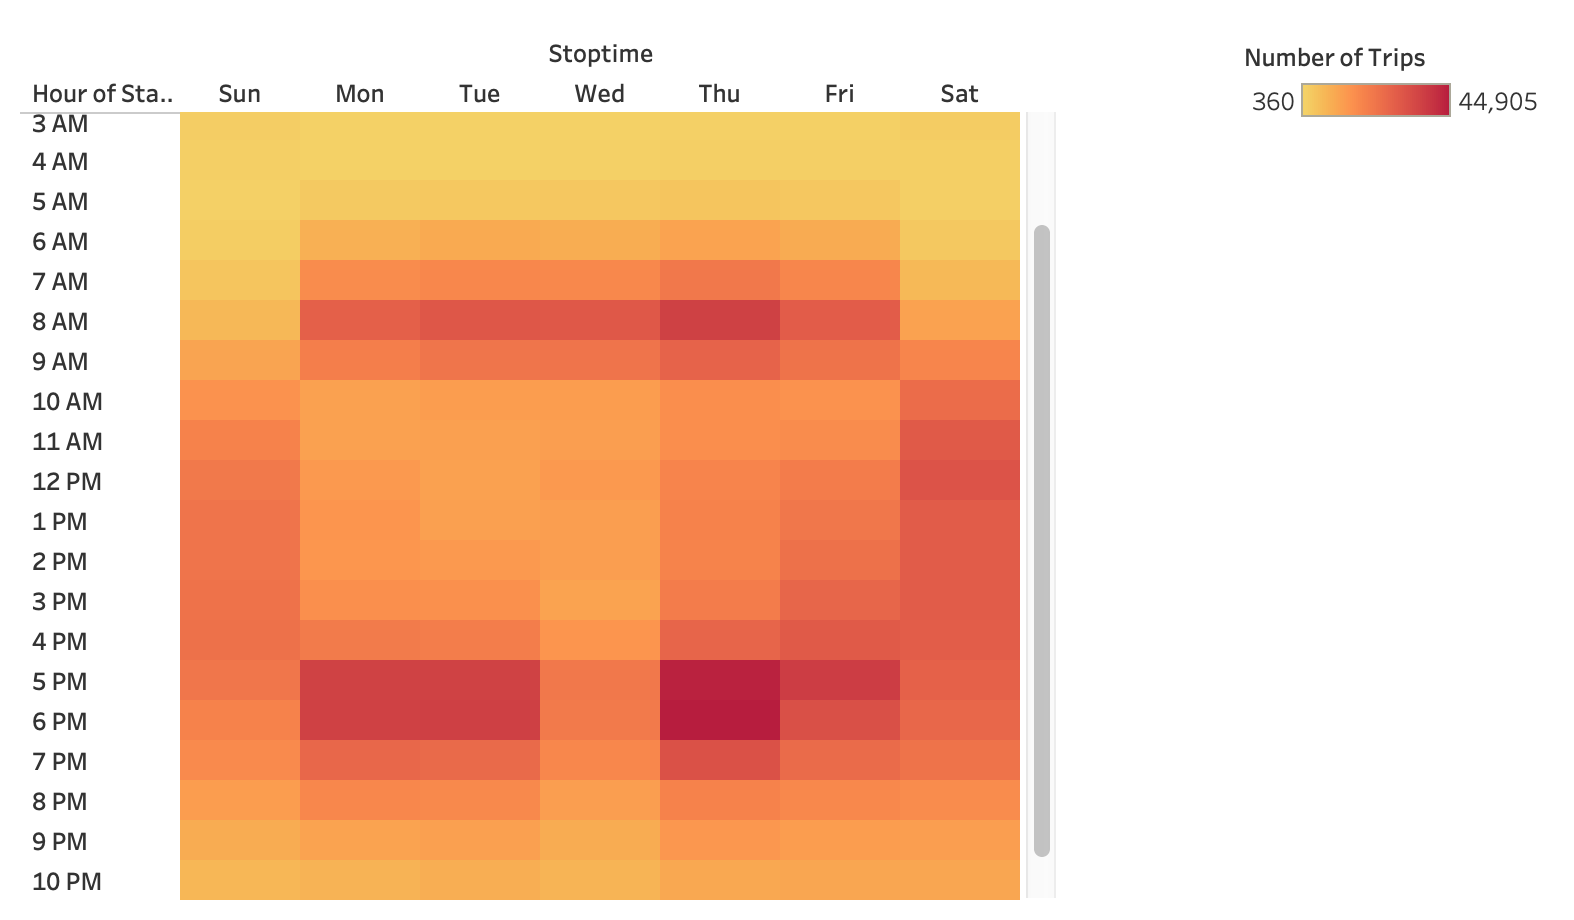 Stoptime
Number of Trips
Hour of Sta.. Sun Mon Tue Wed Thu Fri Sat
360 44,905
3 AM
4 AM
5 AM
6 AM
7 AM
8 AM
9 AM
10 AM
11 AM
12 PM
1 PM
2 PM
3 PM
4 PM
5 PM
6 PM
7 PM
8 PM
9 PM
10 PM